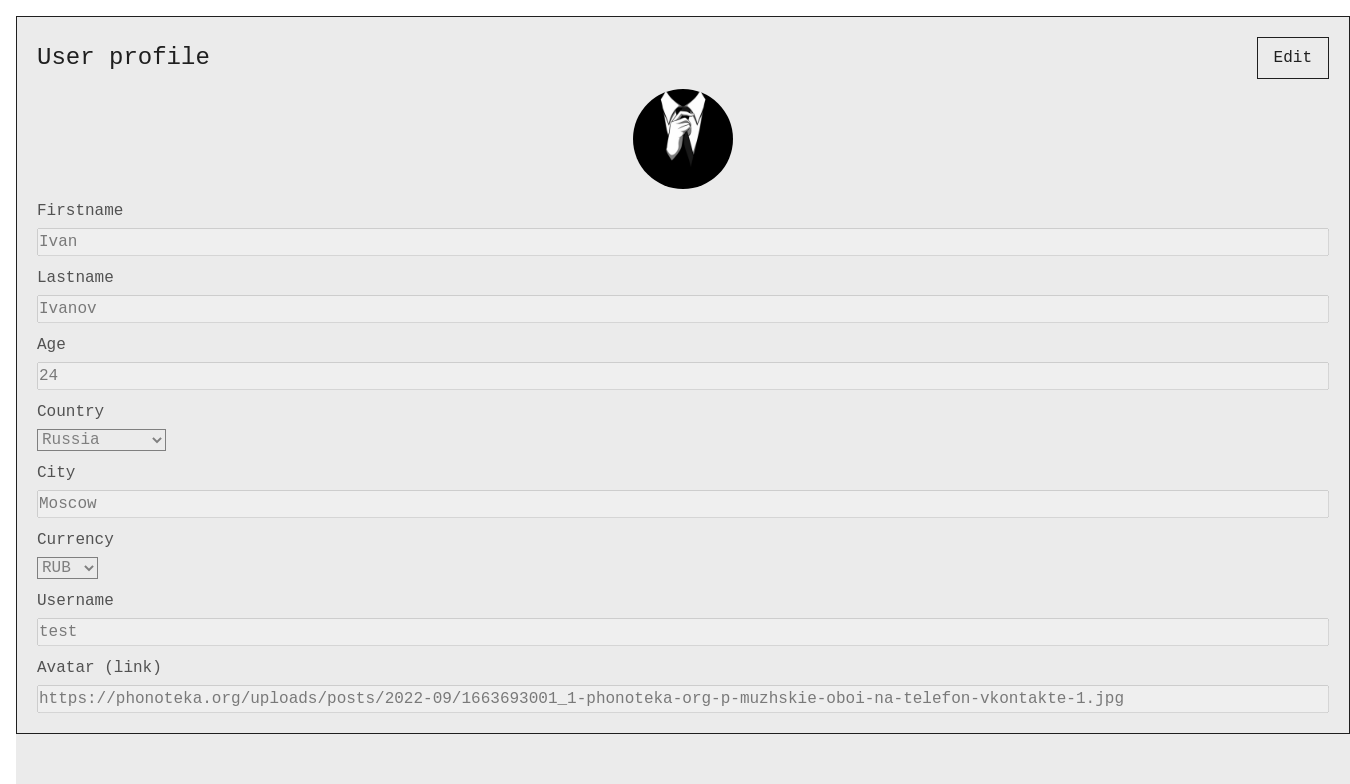 User profile
Edit
Firstname
Ivan
Lastname
Ivanov
Age
24
Country
Russia
City
Moscow
Currency
RUB
Username
test
Avatar (link)
https://phonoteka.org/uploads/posts/2022-09/1663693001_1-phonoteka-org-p-muzhskie-oboi-na-telefon-vkontakte-1.jpg